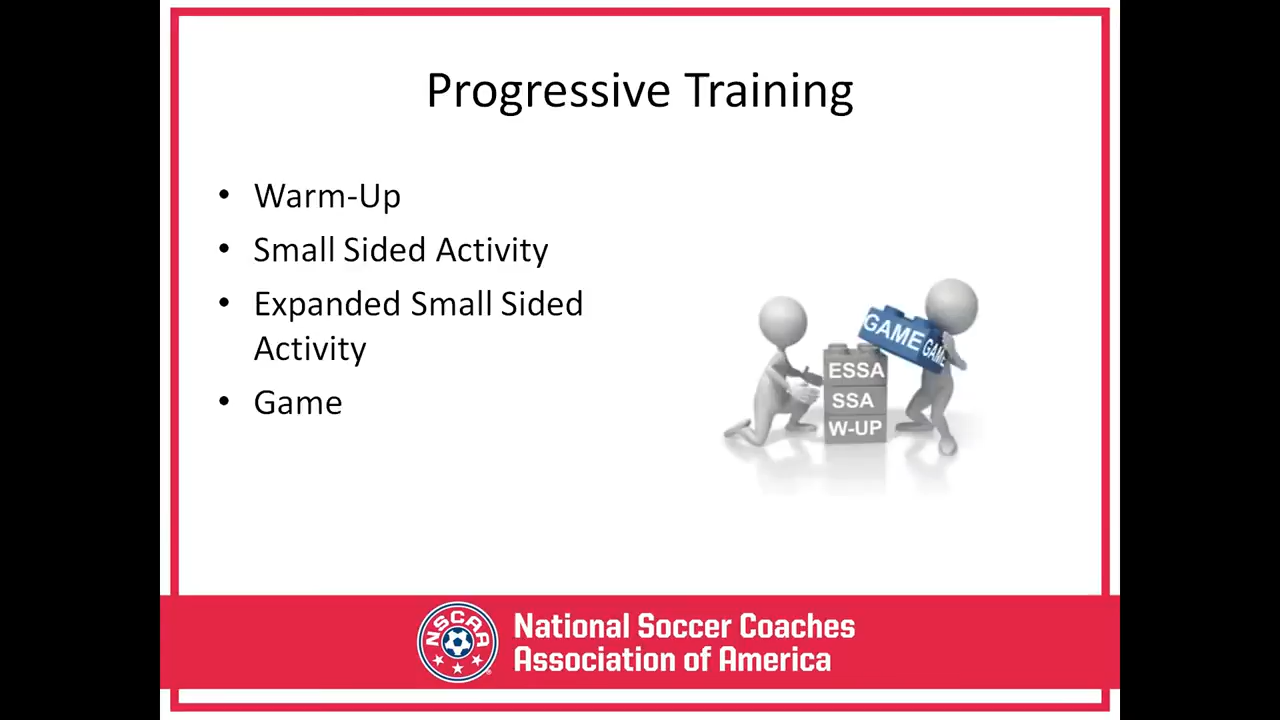 Progressive Training
• Warm-Up
• Small Sided Activity
• Expanded Small Sided
Activity
• Game
GAME
GAME
ESSA
SSA
W-UP
NSCAA
National Soccer Coaches
Association of America